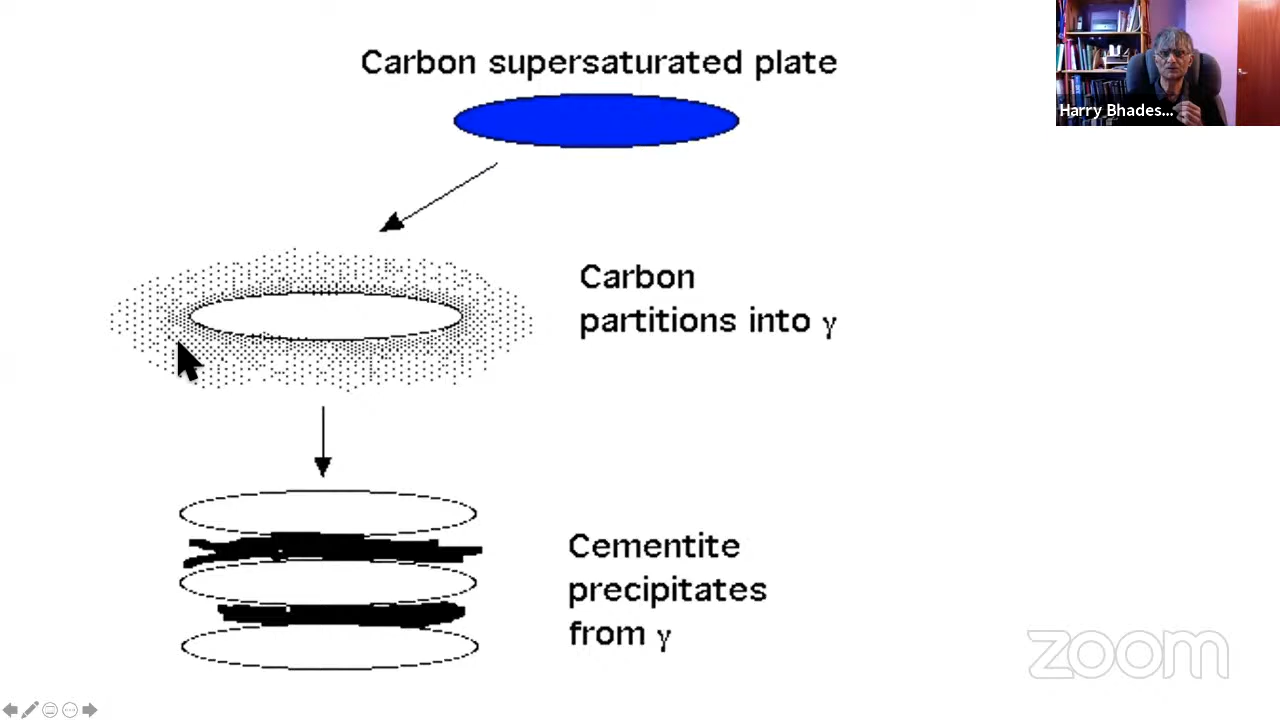 Carbon supersaturated plate
Harry Bhades...
Carbon
partitions into γ
Cementite
precipitates
from γ
zoom